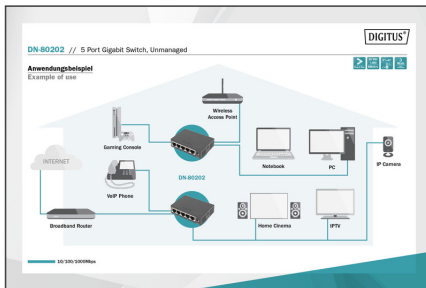 DIGITUS®
DN-80202 // 5 Port Gigabit Switch, Unmanaged
Anwendungsbeispiel
Example of use
Wireless
Access Point
Gaming Console
INTERNET
DN-80202
Notebook
PC
IP Camera
VoIP Phone
Broadband Router
Home Cinema
IPTV
10/100/1000Mbps